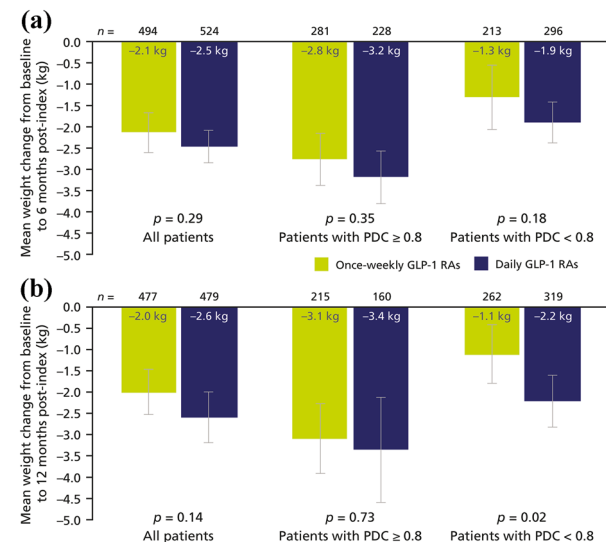 (a)
n = 494 524 281 228 213 296
Mean weight change from baseline
to 6 months post-index (kg)
0.0
−0.5
−1.0
−1.5
−2.0
−2.5
−3.0
−3.5
−4.0
−4.5
−5.0
−2.1 kg −2.5 kg −2.8 kg −3.2 kg −1.3 kg −1.9 kg
p = 0.29 p = 0.35 p = 0.18
All patients Patients with PDC ≥ 0.8 Patients with PDC < 0.8
Once-weekly GLP-1 RAs Daily GLP-1 RAs
(b)
n = 477 479 215 160 262 319
Mean weight change from baseline
to 12 months post-index (kg)
0.0
−0.5
−1.0
−1.5
−2.0
−2.5
−3.0
−3.5
−4.0
−4.5
−5.0
−2.0 kg −2.6 kg −3.1 kg −3.4 kg −1.1 kg −2.2 kg
p = 0.14 p = 0.73 p = 0.02
All patients Patients with PDC ≥ 0.8 Patients with PDC < 0.8